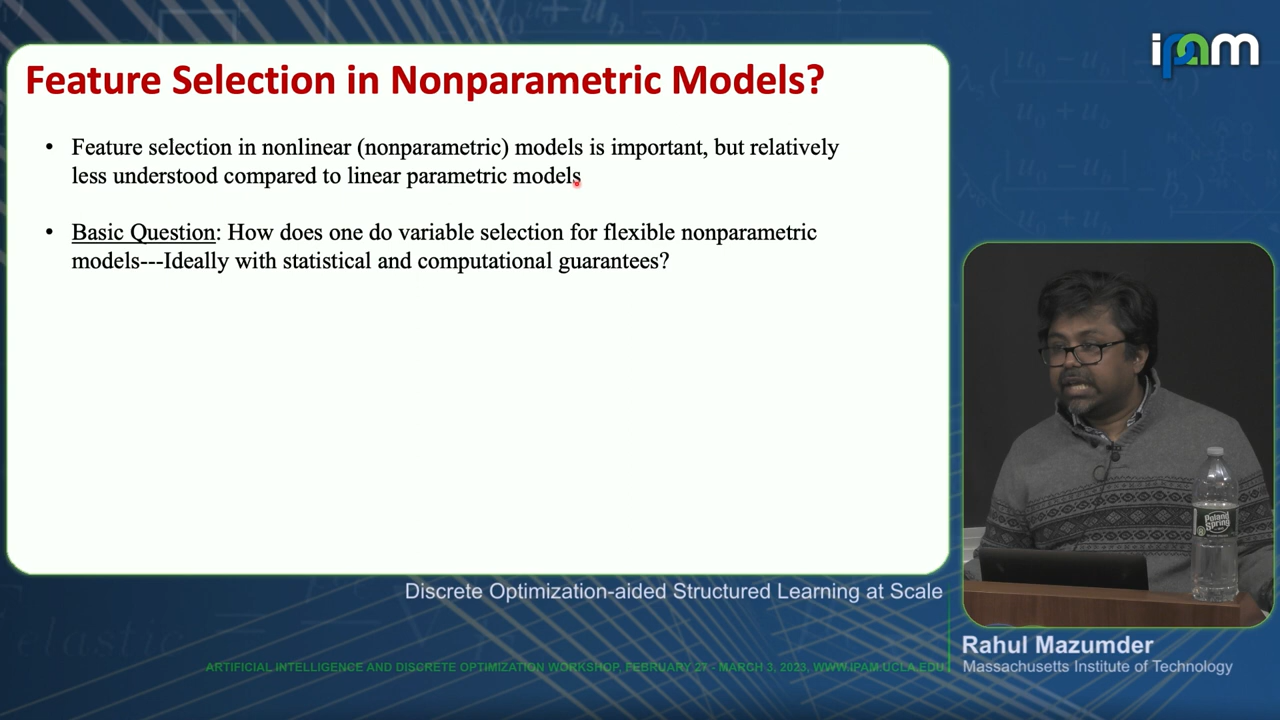 ipam
Feature Selection in Nonparametric Models?
• Feature selection in nonlinear (nonparametric) models is important, but relatively
less understood compared to linear parametric models
• Basic Question: How does one do variable selection for flexible nonparametric
models---Ideally with statistical and computational guarantees?
Poland
Spring
Discrete Optimization-aided Structured Learning at Scale
Rahul Mazumder
Massachusetts Institute of Technology
ARTIFICIAL INTELLIGENCE AND DISCRETE OPTIMIZATION WORKSHOP, FEBRUARY 27 - MARCH 3, 2023, WWW.IPAM.UCLA.EDU
elastic